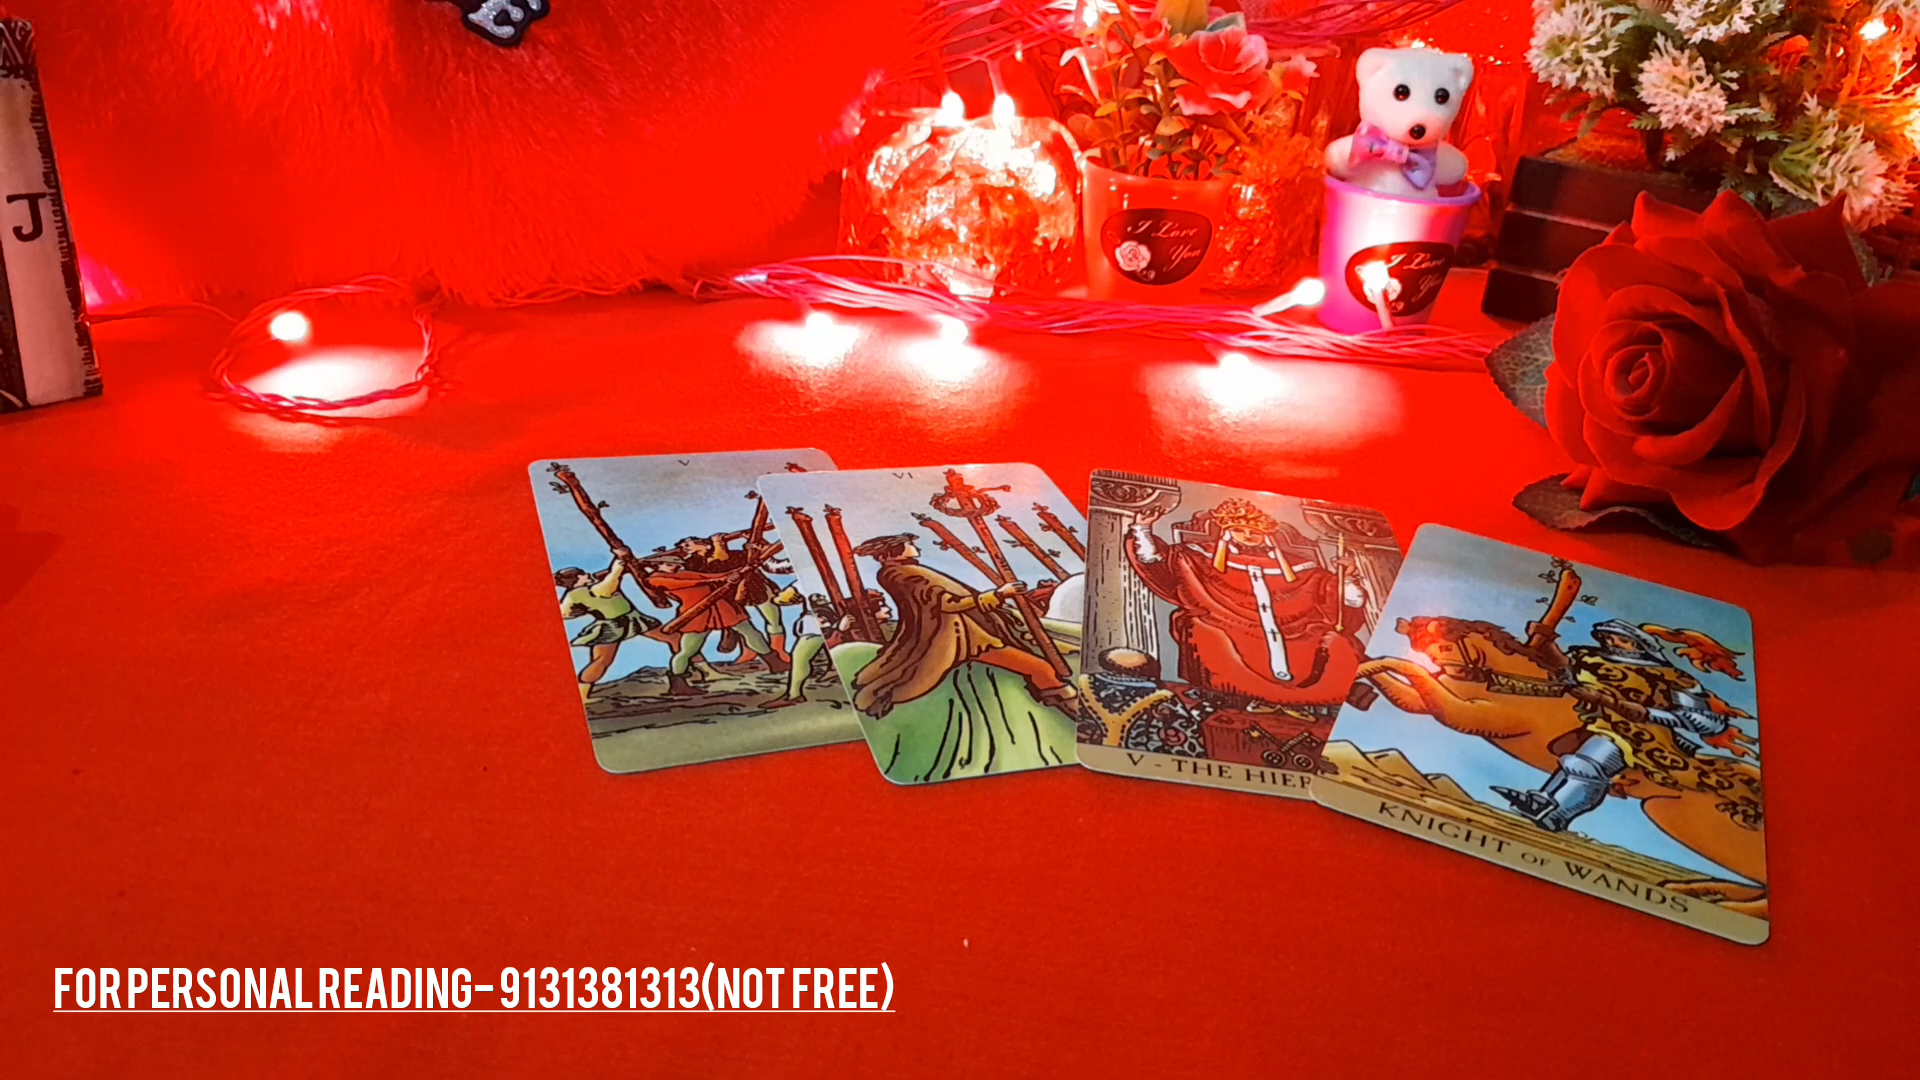 J
I Love
You
I Love
You
V
VI
V - THE HIER
KNIGHT OF WANDS
FOR PERSONAL READING- 9131381313(NOT FREE)